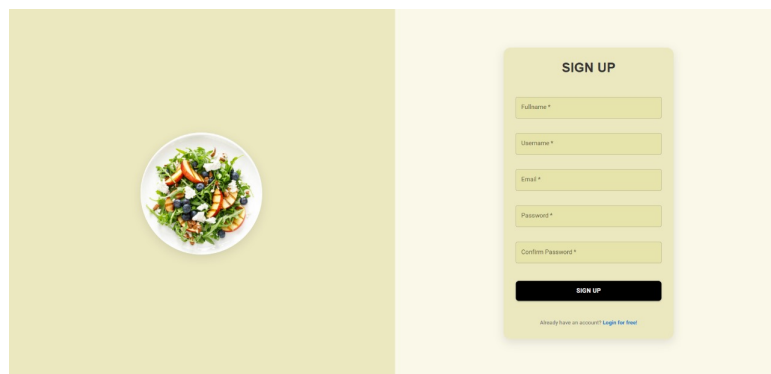 SIGN UP
Fullname *
Username *
Email *
Password *
Confirm Password *
SIGN UP
Already have an account? Login for free!